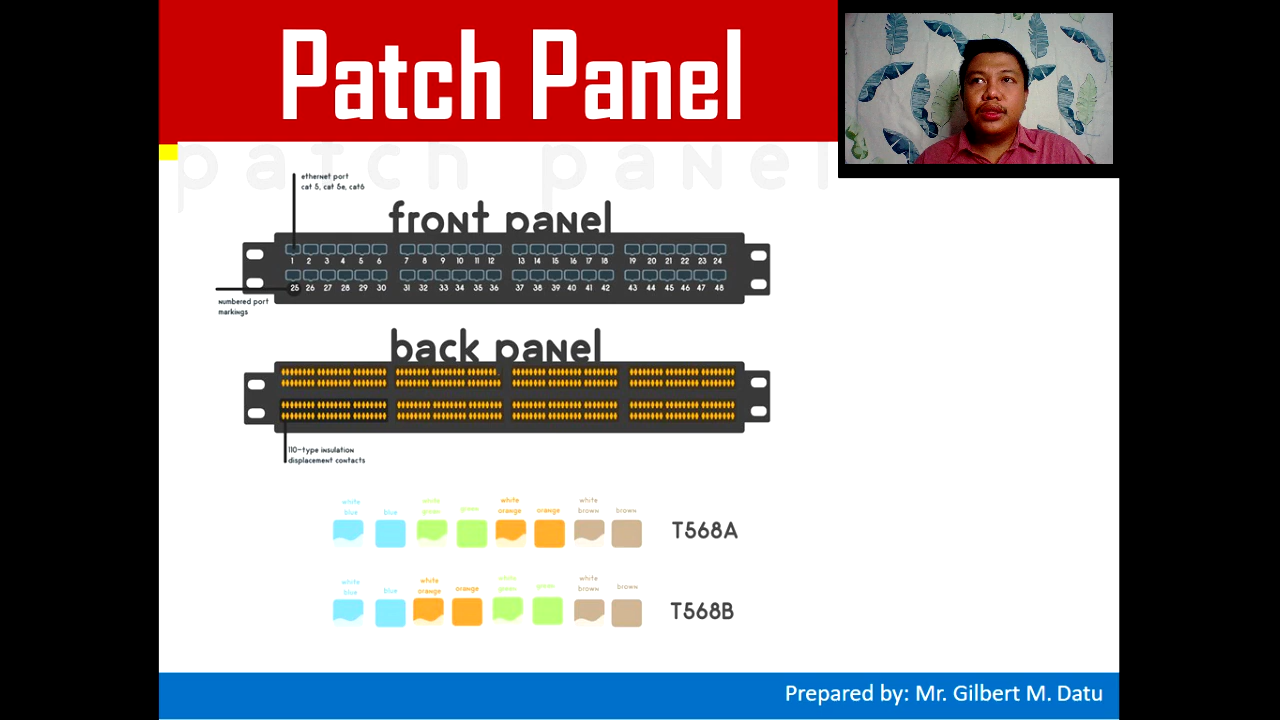 Patch Panel
patch panel
ethernet port
cat 5, cat 5e, cat6
front panel
1 2 3 4 5 6 7 8 9 10 11 12 13 14 15 16 17 18 19 20 21 22 23 24
25 26 27 28 29 30 31 32 33 34 35 36 37 38 39 40 41 42 43 44 45 46 47 48
Numbered port
markings
back panel
110-type insulation
displacement contacts
white
blue
blue
white
green
green
white
orange
orange
white
brown
brown
T568A
white
blue
blue
white
orange
orange
white
green
green
white
brown
brown
T568B
Prepared by: Mr. Gilbert M. Datu